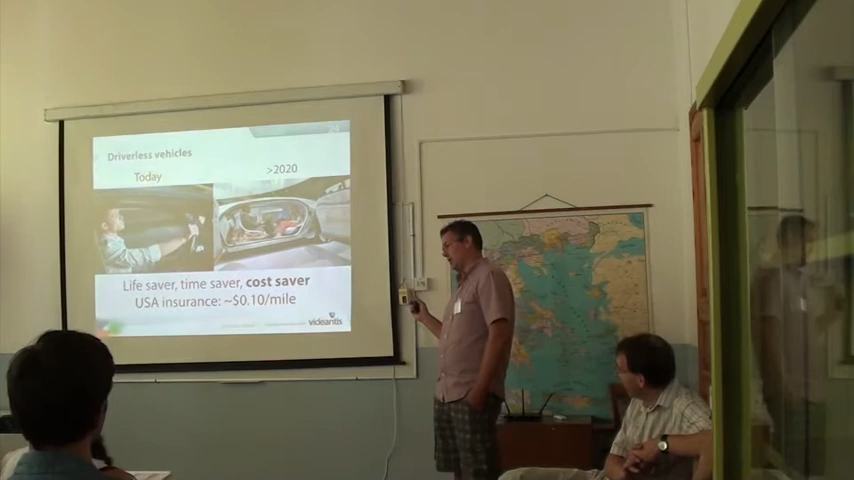 Driverless vehicles
Today
>2020
Life saver, time saver, cost saver
USA insurance: ~$0.10/mile
videantis